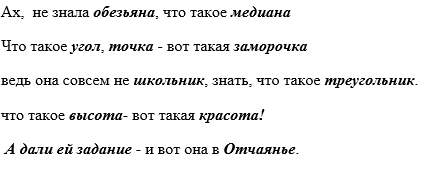 Ах,  не знала обезьяна, что такое медиана
Что такое угол, точка - вот такая заморочка
ведь она совсем не школьник, знать, что такое треугольник.
что такое высота- вот такая красота!
А дали ей задание - и вот она в Отчаянье.